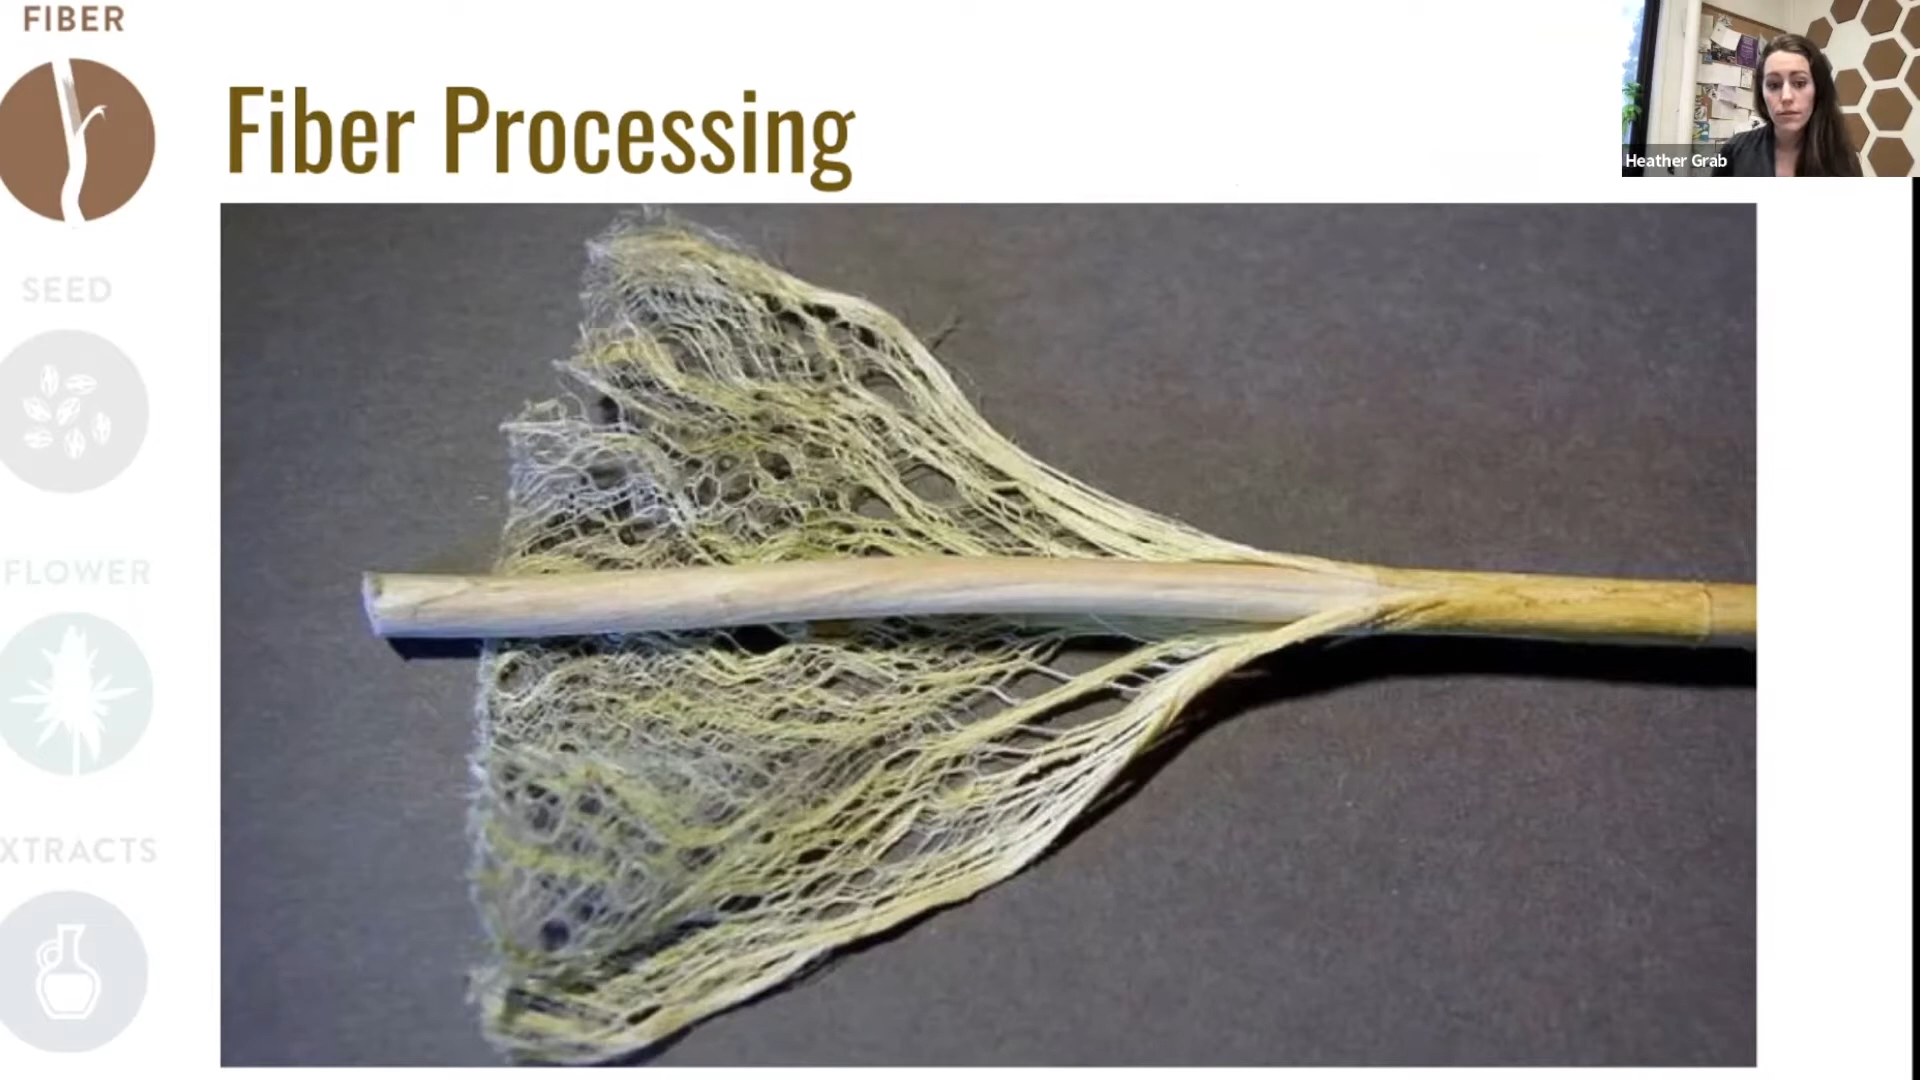 FIBER
Fiber Processing
Heather Grab
SEED
FLOWER
XTRACTS